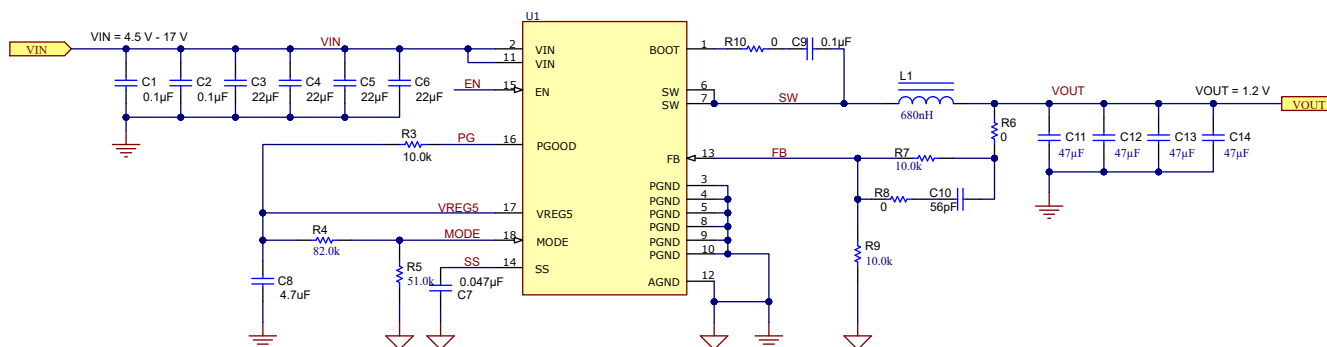 U1
VIN
VIN = 4.5 V - 17 V
VIN
C1
0.1µF
C2
0.1µF
C3
22µF
C4
22µF
C5
22µF
C6
22µF
2
11
VIN
VIN
EN
15
EN
R3
10.0k
PG
16
PGOOD
VREG5
17
VREG5
R4
82.0k
MODE
18
MODE
R5
51.0k
SS
14
SS
0.047µF
C7
C8
4.7uF
BOOT
1
R10
0
C9
0.1µF
SW
6
SW
7
SW
L1
680nH
FB
13
FB
R7
10.0k
R6
0
R8
0
C10
56pF
R9
10.0k
PGND
3
PGND
4
PGND
5
PGND
8
PGND
9
PGND
10
AGND
12
VOUT
VOUT = 1.2 V
VOUT
C11
47µF
C12
47µF
C13
47µF
C14
47µF